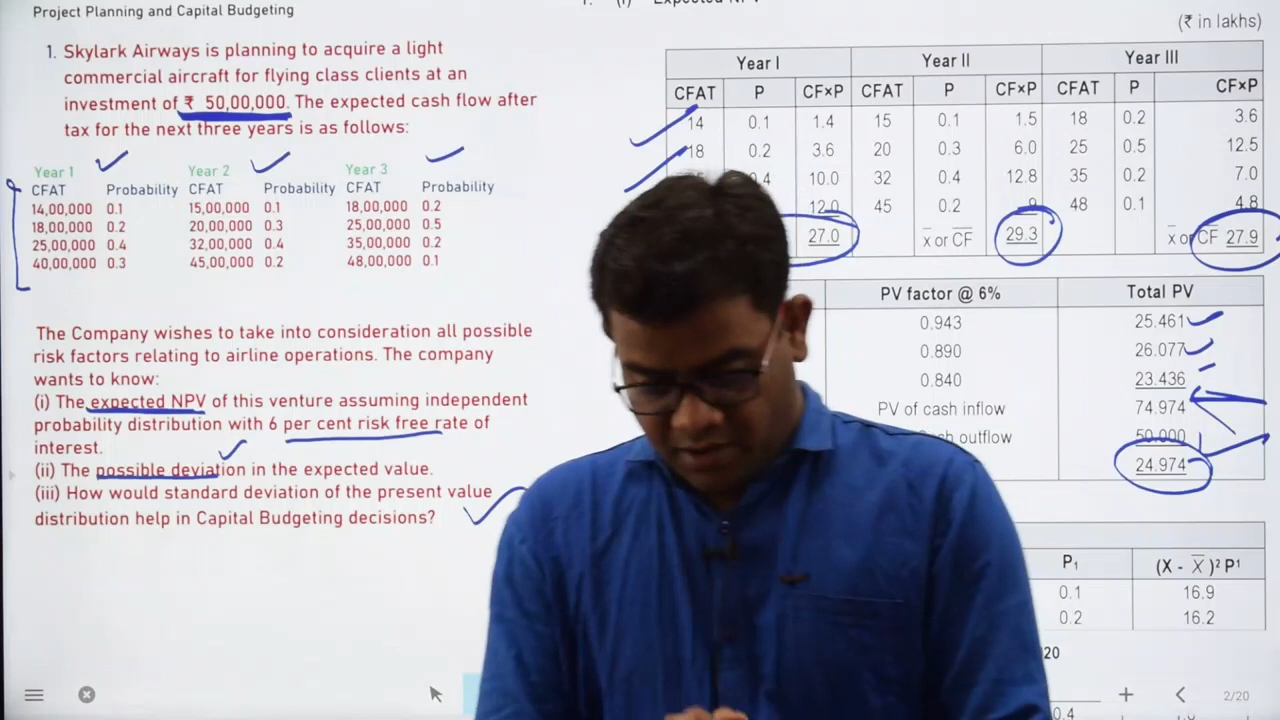 Project Planning and Capital Budgeting
1. Skylark Airways is planning to acquire a light
commercial aircraft for flying class clients at an
investment of ₹ 50,00,000. The expected cash flow after
tax for the next three years is as follows:
Year 1 Year 2 Year 3
CFAT Probability CFAT Probability CFAT Probability
14,00,000 0.1 15,00,000 0.1 18,00,000 0.2
18,00,000 0.2 20,00,000 0.3 25,00,000 0.5
25,00,000 0.4 32,00,000 0.4 35,00,000 0.2
40,00,000 0.3 45,00,000 0.2 48,00,000 0.1
The Company wishes to take into consideration all possible
risk factors relating to airline operations. The company
wants to know:
(i) The expected NPV of this venture assuming independent
probability distribution with 6 per cent risk free rate of
interest.
(ii) The possible deviation in the expected value.
(iii) How would standard deviation of the present value
distribution help in Capital Budgeting decisions?
(₹ in lakhs)
Year I Year II Year III
CFAT P CF×P CFAT P CF×P CFAT P CF×P
14 0.1 1.4 15 0.1 1.5 18 0.2 3.6
18 0.2 3.6 20 0.3 6.0 25 0.5 12.5
0.4 10.0 32 0.4 12.8 35 0.2 7.0
12.0 45 0.2 9 48 0.1 4.8
27.0 x̅ or C̅F̅ 29.3 x̅ or C̅F̅ 27.9
PV factor @ 6% Total PV
0.943 25.461
0.890 26.077
0.840 23.436
PV of cash inflow 74.974
outflow 50.000
24.974
P₁ (X - X̅)² P¹
0.1 16.9
0.2 16.2
2/20
0.4